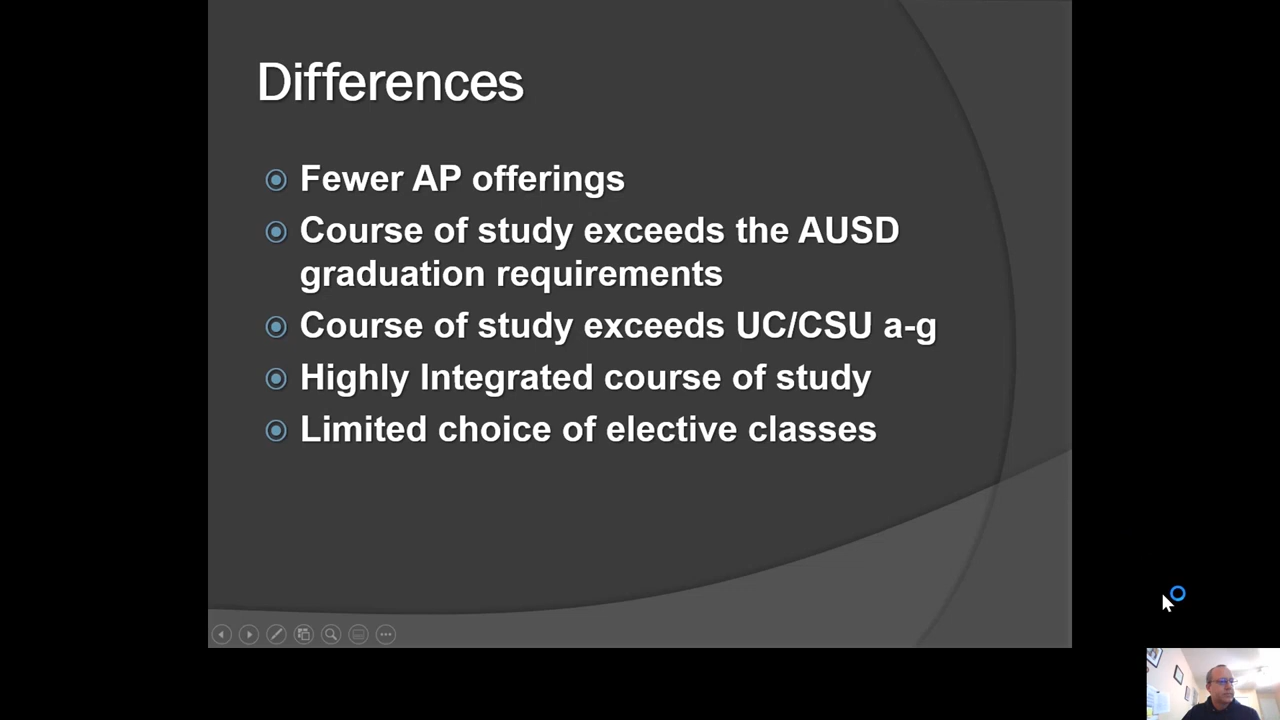 Differences
Fewer AP offerings
Course of study exceeds the AUSD
graduation requirements
Course of study exceeds UC/CSU a-g
Highly Integrated course of study
Limited choice of elective classes